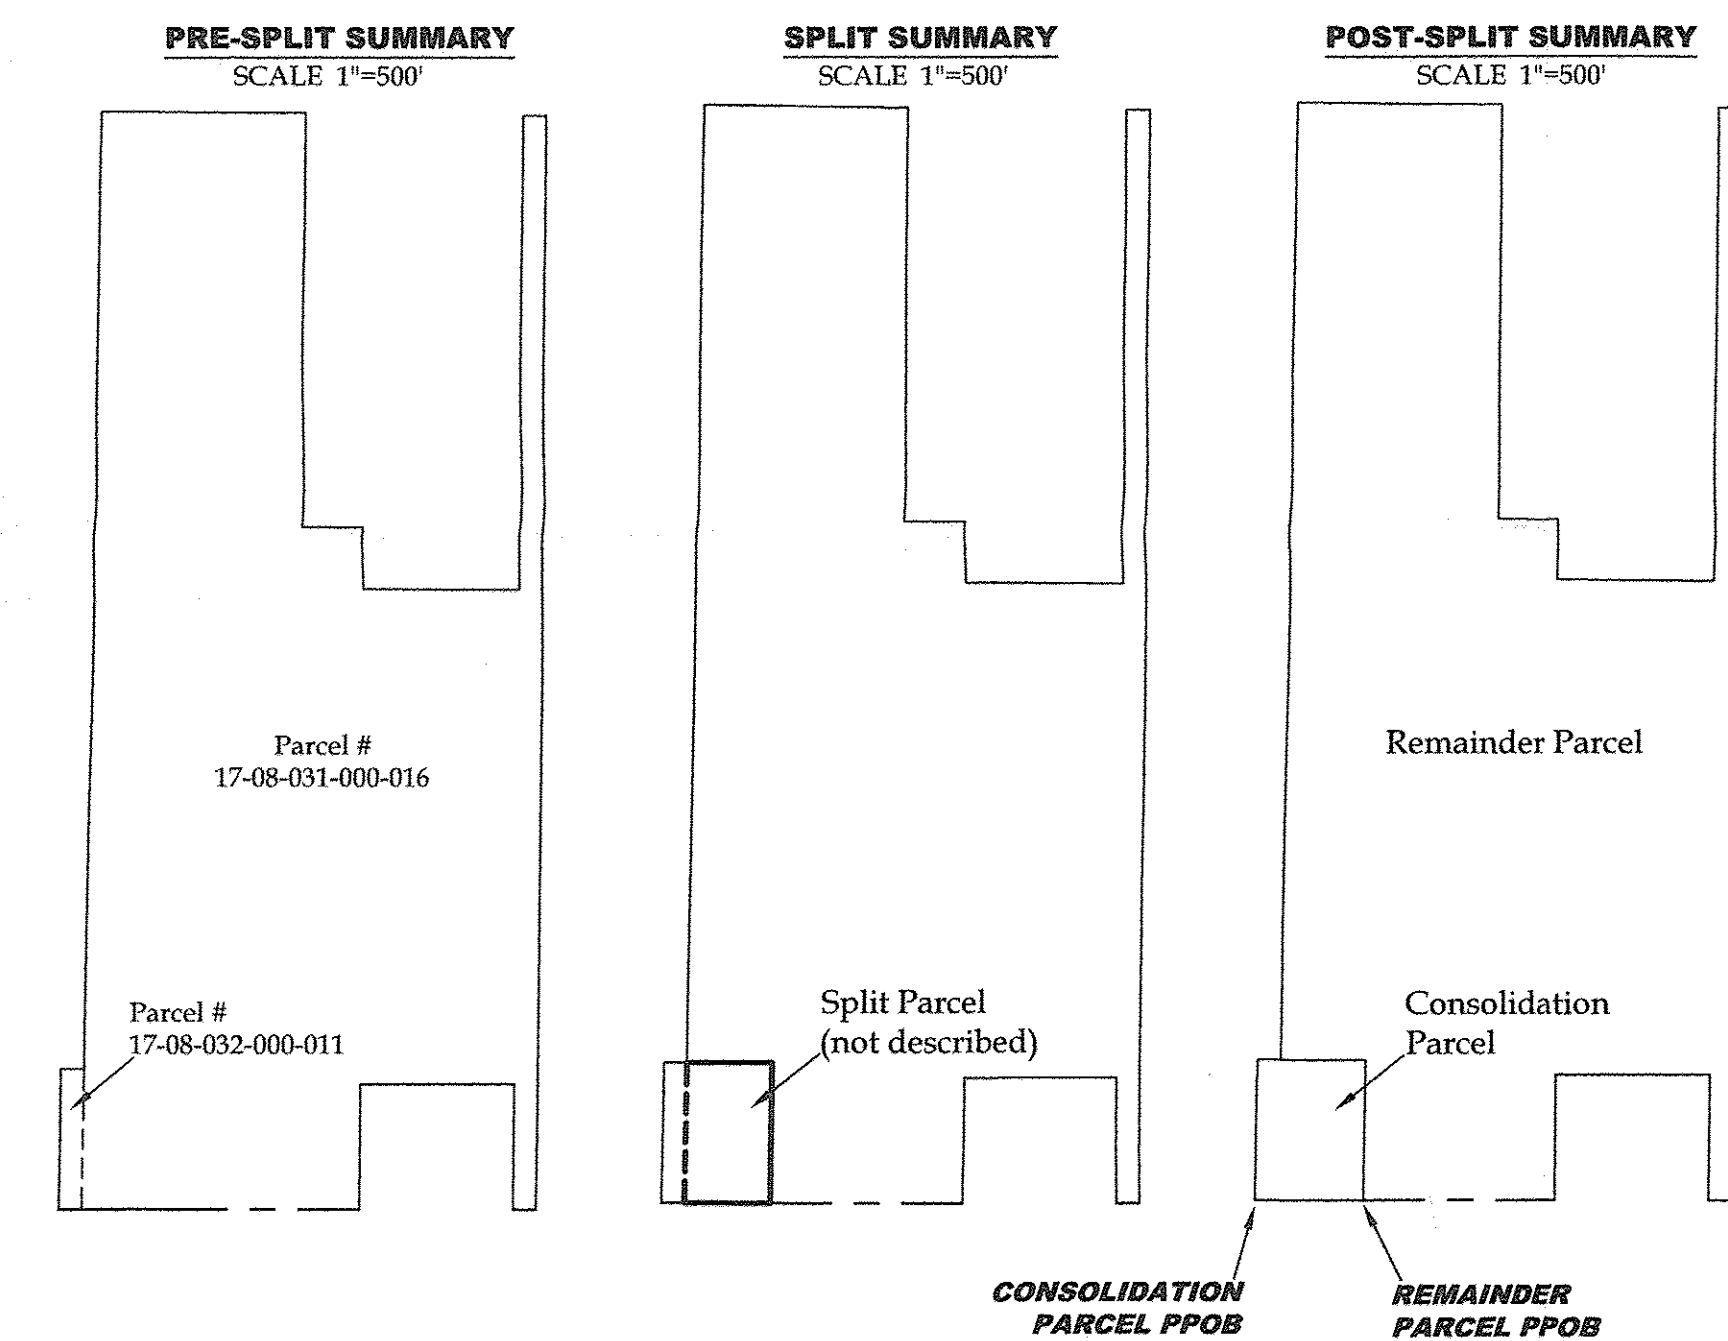 PRE-SPLIT SUMMARY
SCALE 1"=500'
Parcel #
17-08-031-000-016
Parcel #
17-08-032-000-011
SPLIT SUMMARY
SCALE 1"=500'
Split Parcel
(not described)
POST-SPLIT SUMMARY
SCALE 1"=500'
Remainder Parcel
Consolidation
Parcel
CONSOLIDATION
PARCEL PPOB
REMAINDER
PARCEL PPOB